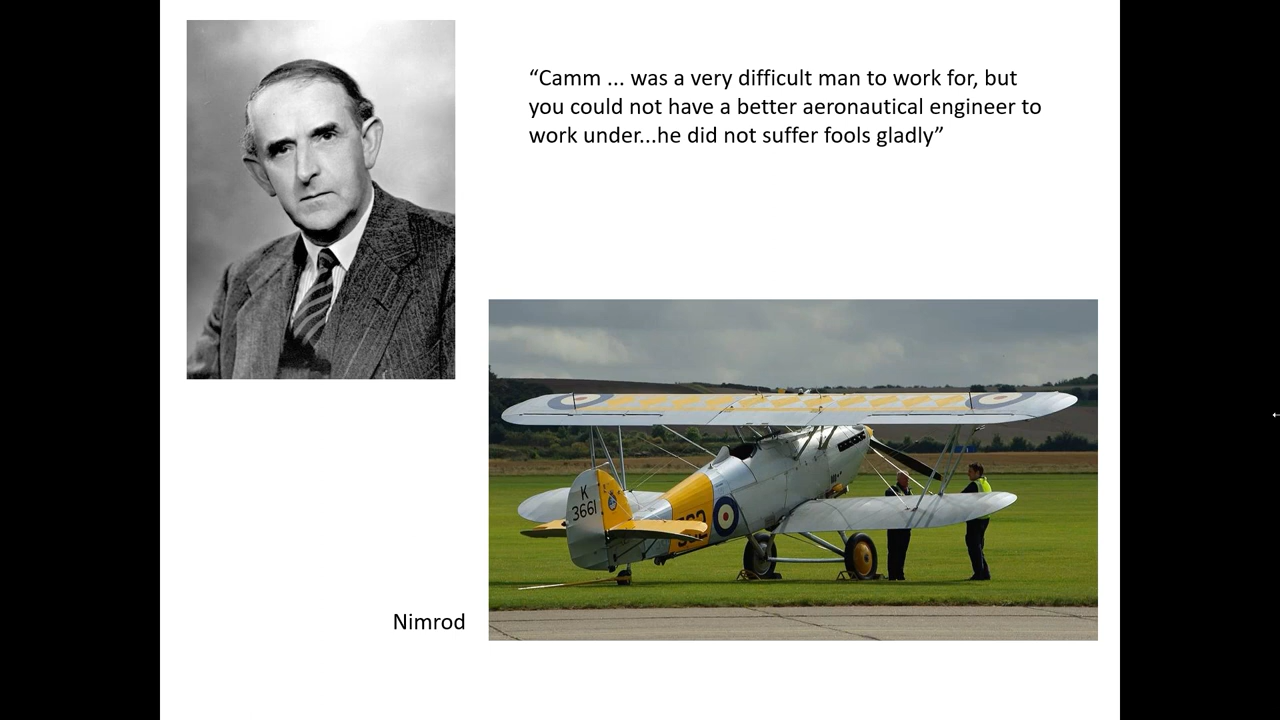 “Camm ... was a very difficult man to work for, but
you could not have a better aeronautical engineer to
work under...he did not suffer fools gladly”
K
3661
Nimrod